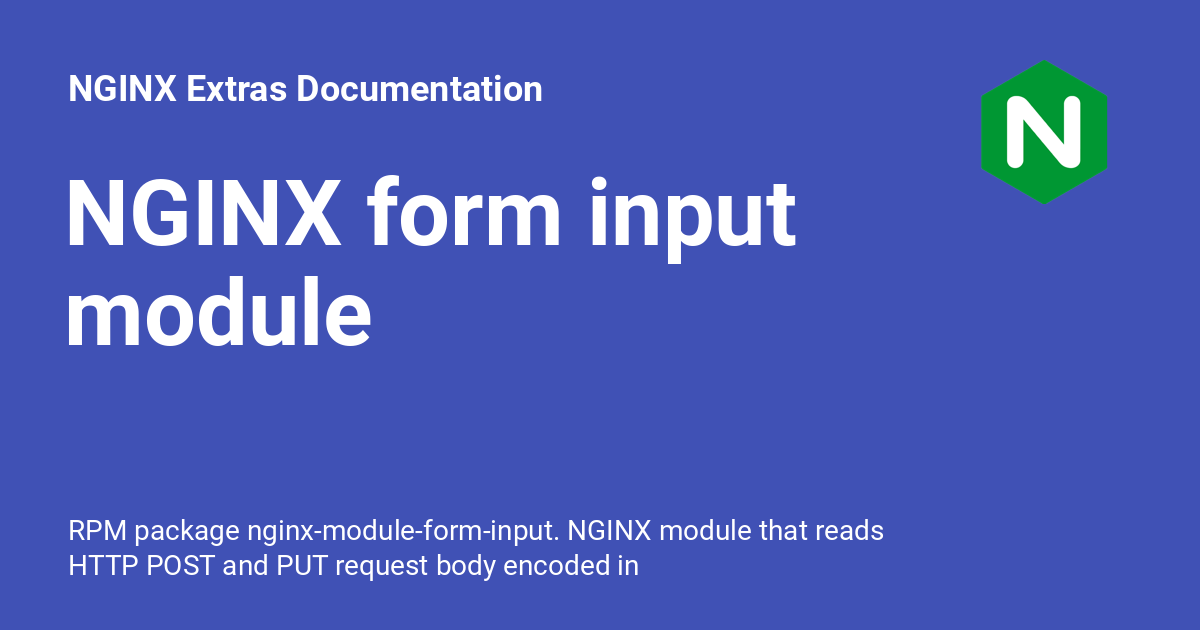 NGINX Extras Documentation
N
NGINX form input
module
RPM package nginx-module-form-input. NGINX module that reads
HTTP POST and PUT request body encoded in